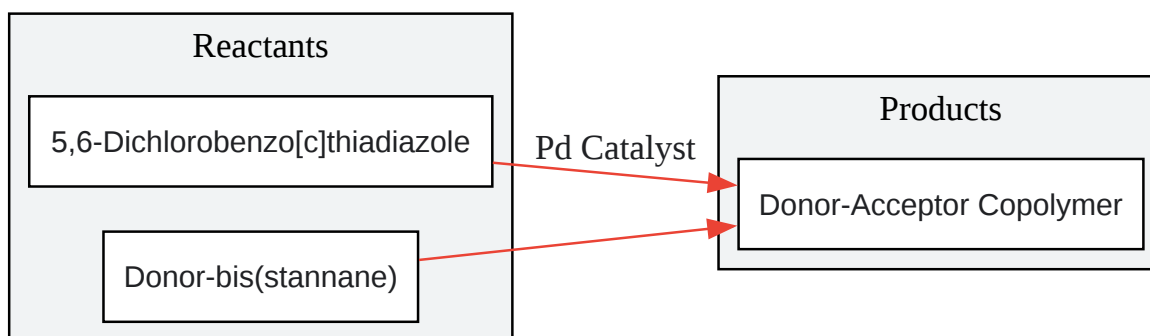 Reactants
5,6-Dichlorobenzo[c]thiadiazole
Donor-bis(stannane)
Pd Catalyst
Products
Donor-Acceptor Copolymer